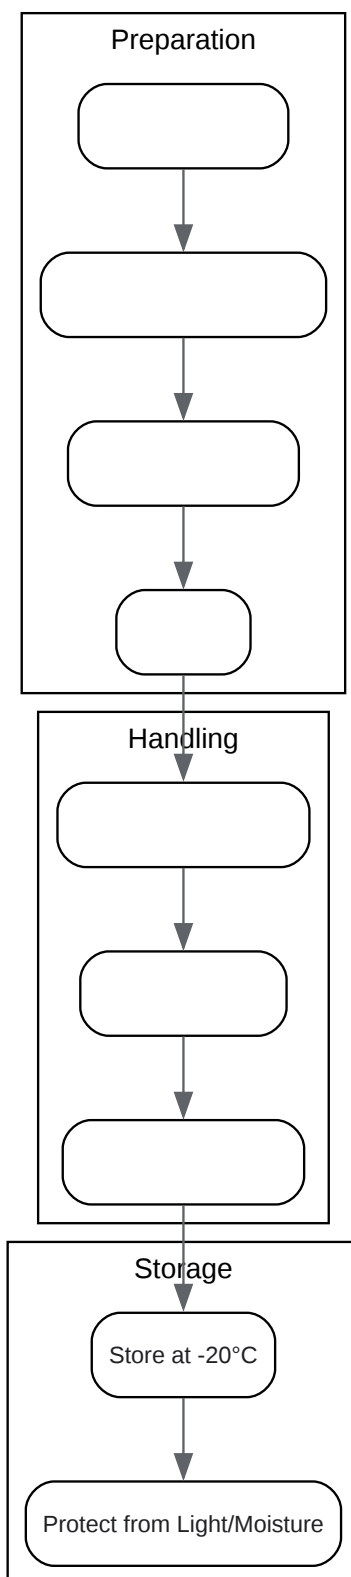 Preparation
Handling
Storage
Store at -20°C
Protect from Light/Moisture